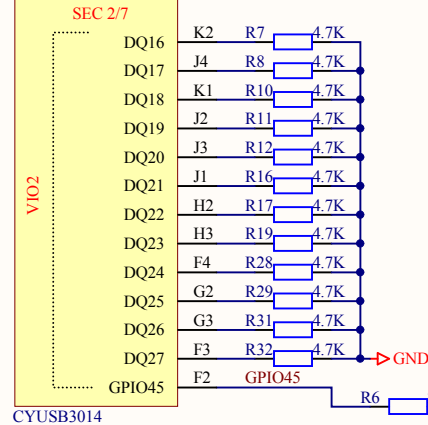 SEC 2/7
VIO2
DQ16 K2 R7 4.7K
DQ17 J4 R8 4.7K
DQ18 K1 R10 4.7K
DQ19 J2 R11 4.7K
DQ20 J3 R12 4.7K
DQ21 J1 R16 4.7K
DQ22 H2 R17 4.7K
DQ23 H3 R19 4.7K
DQ24 F4 R28 4.7K
DQ25 G2 R29 4.7K
DQ26 G3 R31 4.7K
DQ27 F3 R32 4.7K GND
GPIO45 F2 GPIO45
R6
CYUSB3014